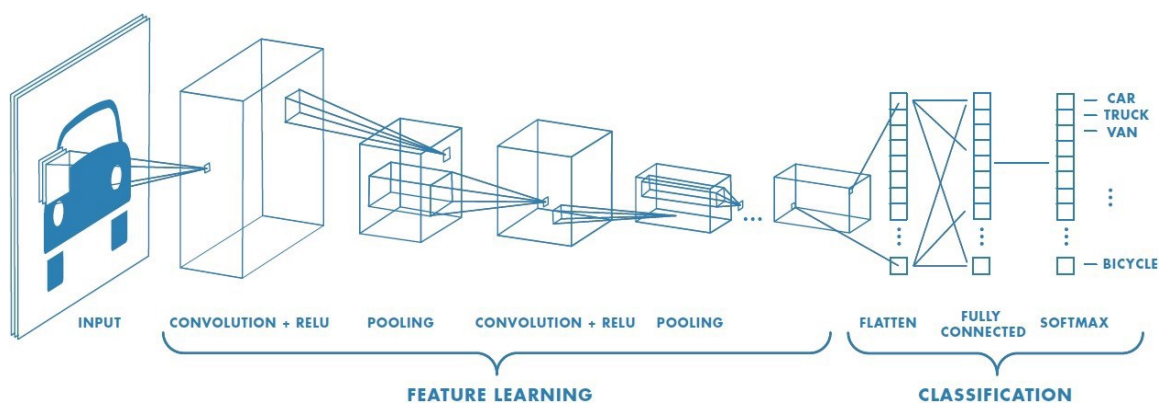 CAR
TRUCK
VAN
BICYCLE
INPUT
CONVOLUTION + RELU
POOLING
CONVOLUTION + RELU
POOLING
FLATTEN
FULLY
CONNECTED
SOFTMAX
FEATURE LEARNING
CLASSIFICATION